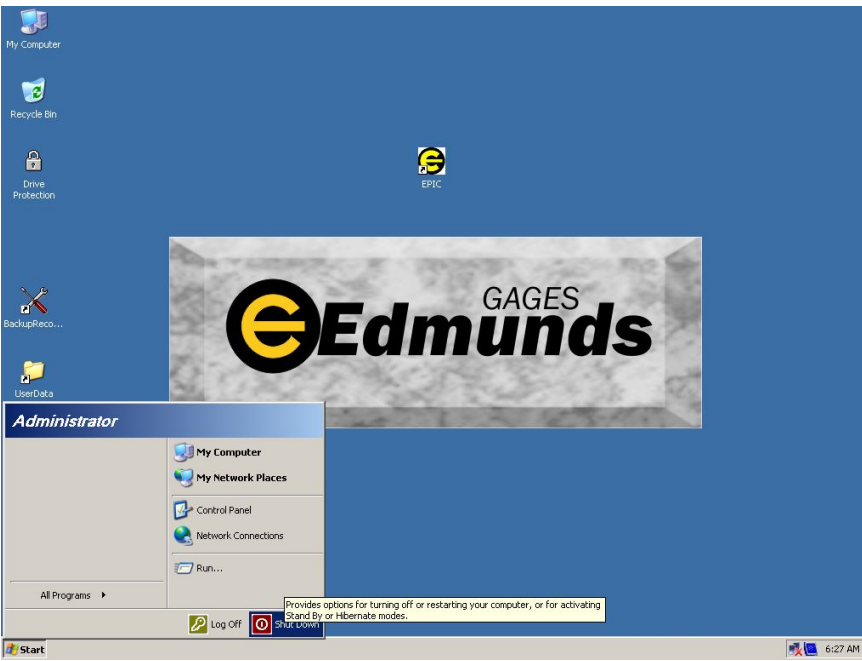 My Computer
Recycle Bin
Drive
Protection
EPIC
GAGES
Edmunds
BackupReco...
UserData
Administrator
My Computer
My Network Places
Control Panel
Network Connections
Run...
All Programs
Provides options for turning off or restarting your computer, or for activating
Stand By or Hibernate modes.
Log Off
Shut Down
Start
6:27 AM